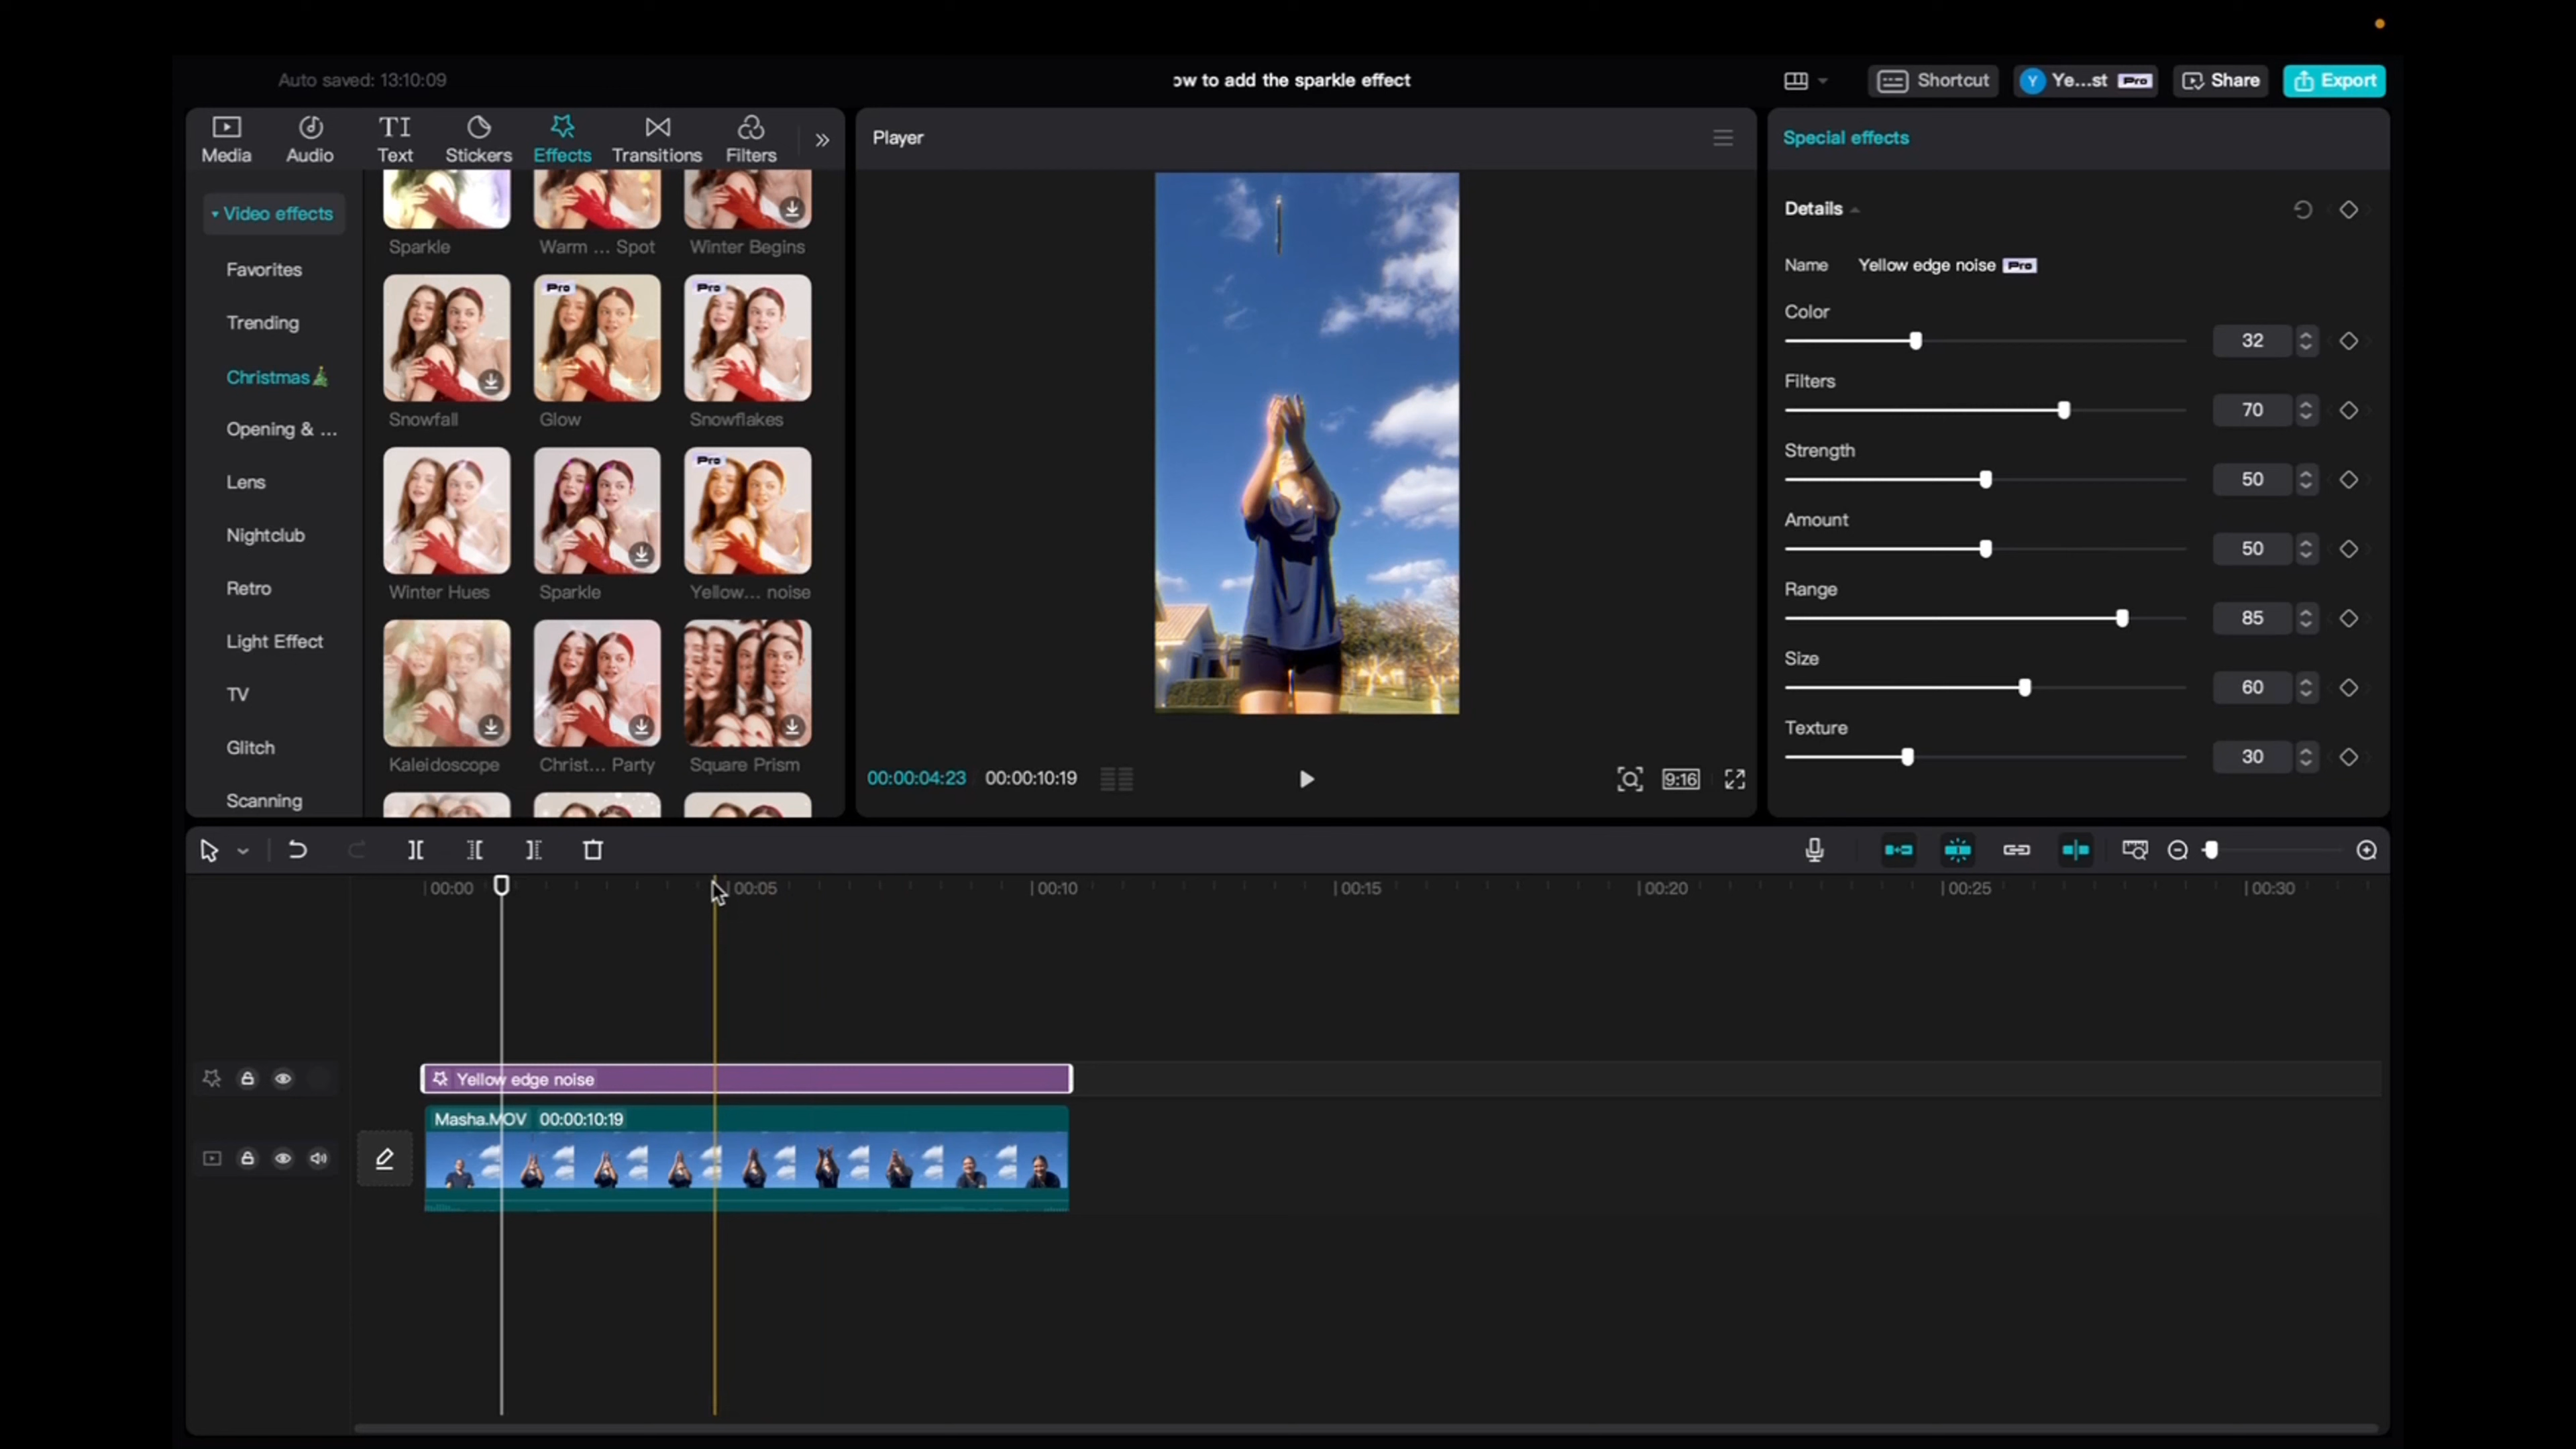 Auto saved: 13:10:09
ow to add the sparkle effect
Shortcut
Y Ye...st Pro
Share
Export
Media
Audio
TI
Text
Stickers
Effects
Transitions
Filters
Video effects
Favorites
Trending
Christmas🎄
Opening & ...
Lens
Nightclub
Retro
Light Effect
TV
Glitch
Scanning
Sparkle
Warm ... Spot
Winter Begins
Pro
Pro
Snowfall
Glow
Snowflakes
Pro
Winter Hues
Sparkle
Yellow... noise
Kaleidoscope
Christ... Party
Square Prism
Player
00:00:04:23
00:00:10:19
9:16
Special effects
Details
Name Yellow edge noise Pro
Color
32
Filters
70
Strength
50
Amount
50
Range
85
Size
60
Texture
30
00:00
00:05
00:10
00:15
00:20
00:25
00:30
Yellow edge noise
Masha.MOV 00:00:10:19